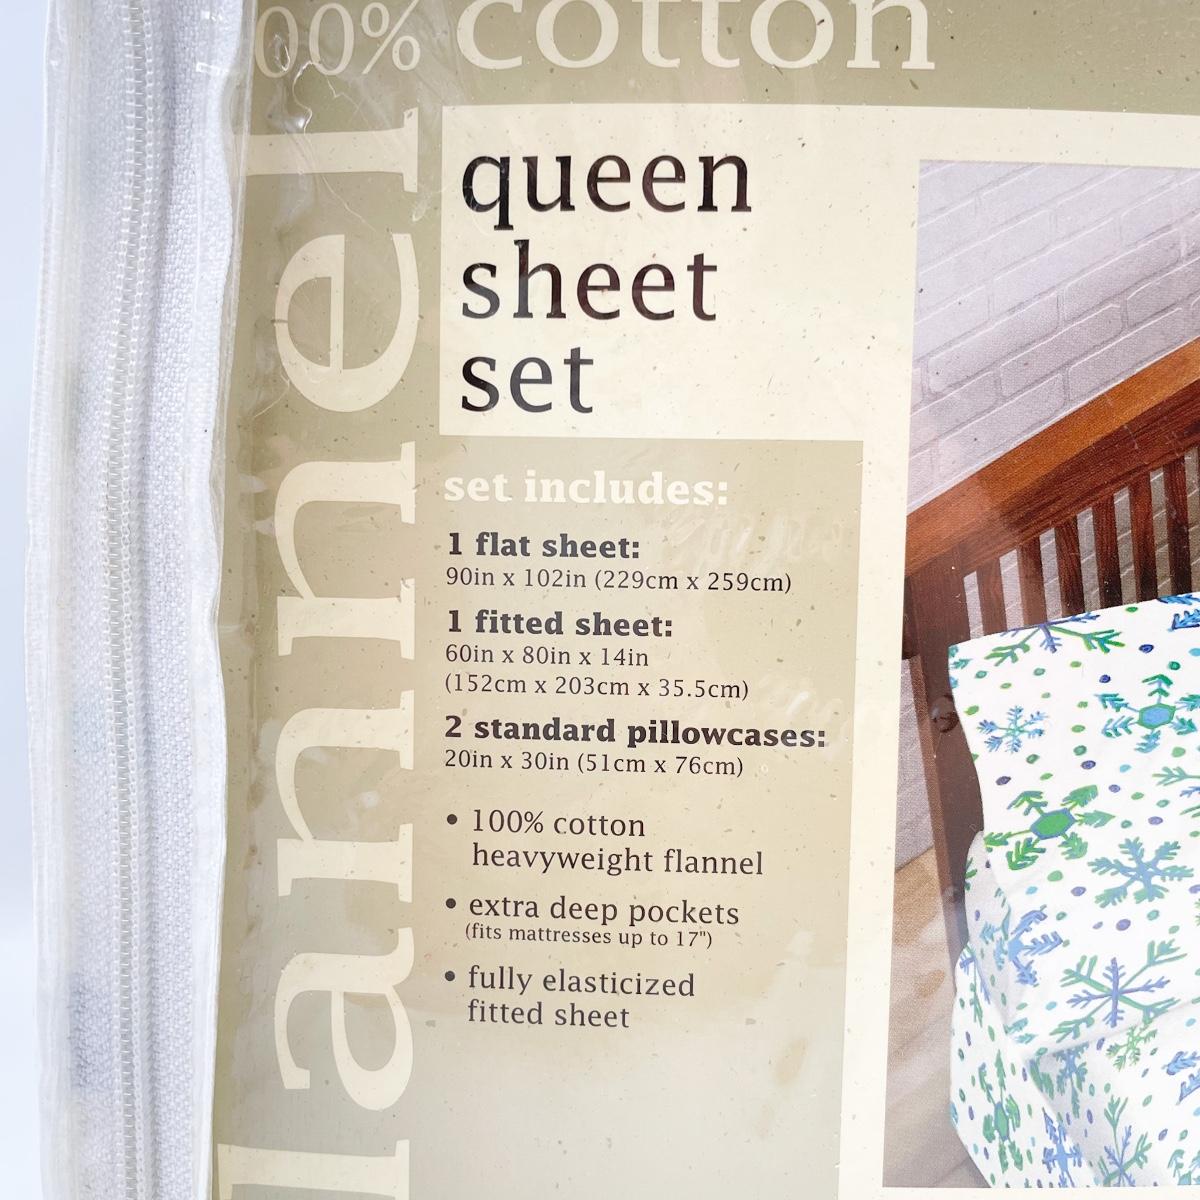 00% cotton
lannel
queen
sheet
set
set includes:
1 flat sheet:
90in x 102in (229cm x 259cm)
1 fitted sheet:
60in x 80in x 14in
(152cm x 203cm x 35.5cm)
2 standard pillowcases:
20in x 30in (51cm x 76cm)
• 100% cotton
heavyweight flannel
• extra deep pockets
(fits mattresses up to 17")
• fully elasticized
fitted sheet